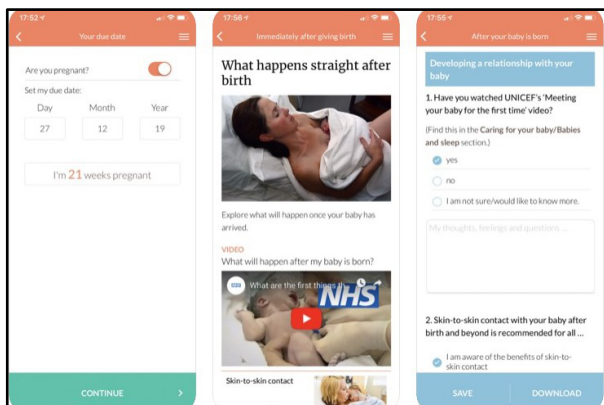 17:52
Your due date
Are you pregnant?
Set my due date:
Day Month Year
27 12 19
I'm 21 weeks pregnant
CONTINUE
17:56
Immediately after giving birth
What happens straight after
birth
Explore what will happen once your baby has
arrived.
VIDEO
What will happen after my baby is born?
NHS
What are the first things th
NHS
Skin-to-skin contact
17:55
After your baby is born
Developing a relationship with your
baby
1. Have you watched UNICEF's 'Meeting
your baby for the first time' video?
(Find this in the Caring for your baby/Babies
and sleep section.)
yes
no
I am not sure/would like to know more.
My thoughts, feelings and questions ...
2. Skin-to-skin contact with your baby after
birth and beyond is recommended for all ...
I am aware of the benefits of skin-to-
skin contact
SAVE DOWNLOAD